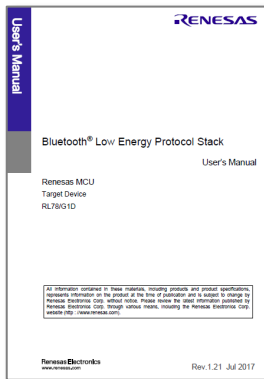 User's Manual
RENESAS
Bluetooth® Low Energy Protocol Stack
User's Manual
Renesas MCU
Target Device
RL78/G1D
All information contained in these materials, including products and product specifications,
represents information on the product at the time of publication and is subject to change by
Renesas Electronics Corp. without notice. Please review the latest information published by
Renesas Electronics Corp. through various means, including the Renesas Electronics Corp.
website (http://www.renesas.com).
Renesas Electronics
www.renesas.com
Rev.1.21 Jul 2017